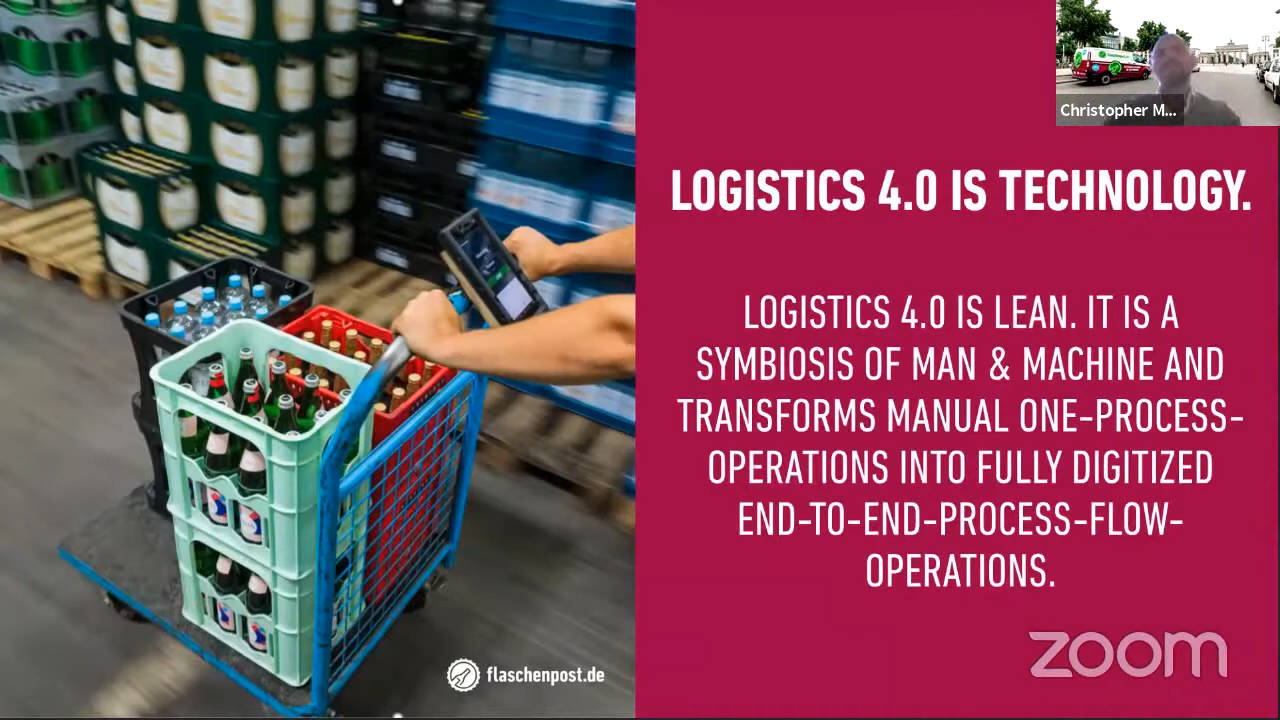 Christopher M...
LOGISTICS 4.0 IS TECHNOLOGY.
LOGISTICS 4.0 IS LEAN. IT IS A
SYMBIOSIS OF MAN & MACHINE AND
TRANSFORMS MANUAL ONE-PROCESS-
OPERATIONS INTO FULLY DIGITIZED
END-TO-END-PROCESS-FLOW-
OPERATIONS.
flaschenpost.de
zoom